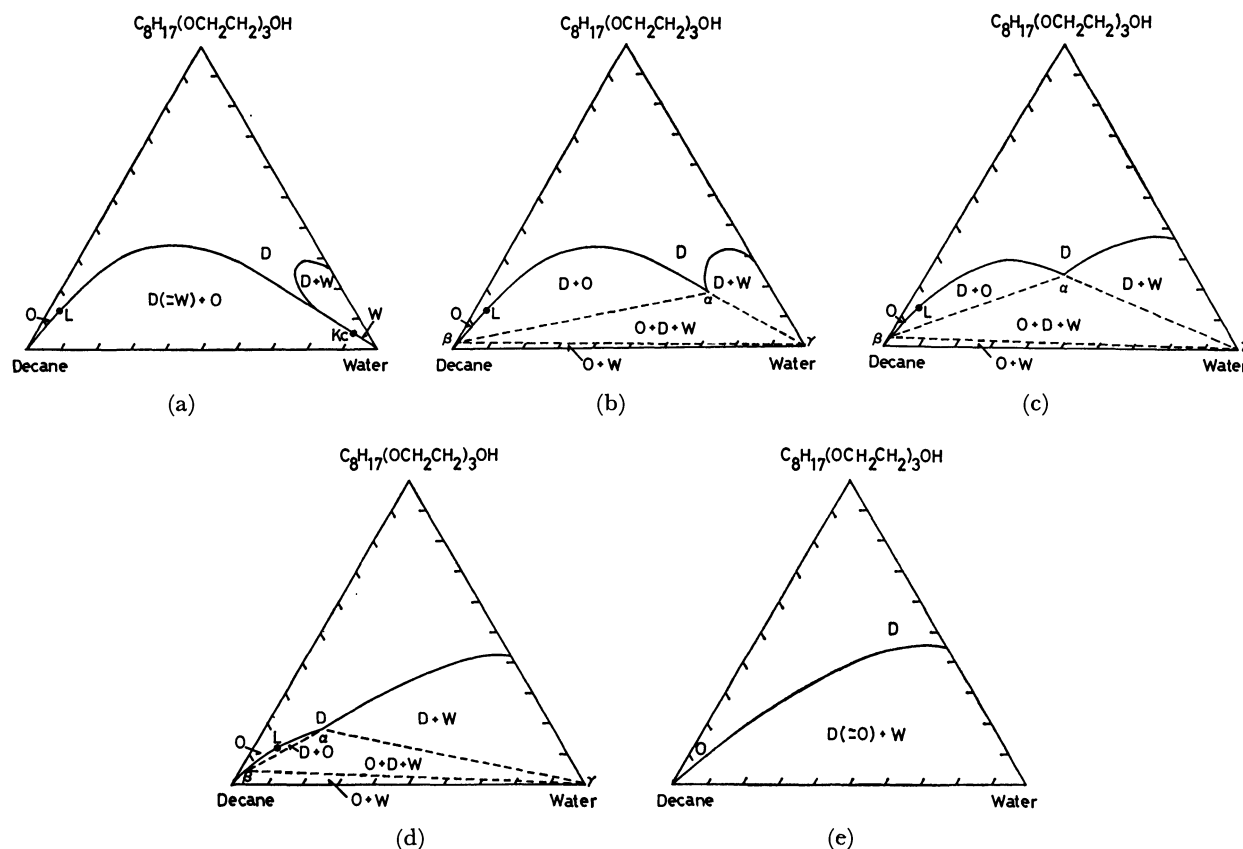 C₈H₁₇(OCH₂CH₂)₃OH
D
D+W
D(≃W)+O
O
L
W
Kc
Decane Water
(a)
C₈H₁₇(OCH₂CH₂)₃OH
D
D+O
D+W
α
O
L
O+D+W
β γ
Decane Water
O+W
(b)
C₈H₁₇(OCH₂CH₂)₃OH
D
D+O
D+W
α
O
L
O+D+W
β
Decane Water
O+W
(c)
C₈H₁₇(OCH₂CH₂)₃OH
D
D+W
L
O
D+O
α
O+D+W
β γ
Decane O+W Water
(d)
C₈H₁₇(OCH₂CH₂)₃OH
D
O
D(≃O)+W
Decane Water
(e)